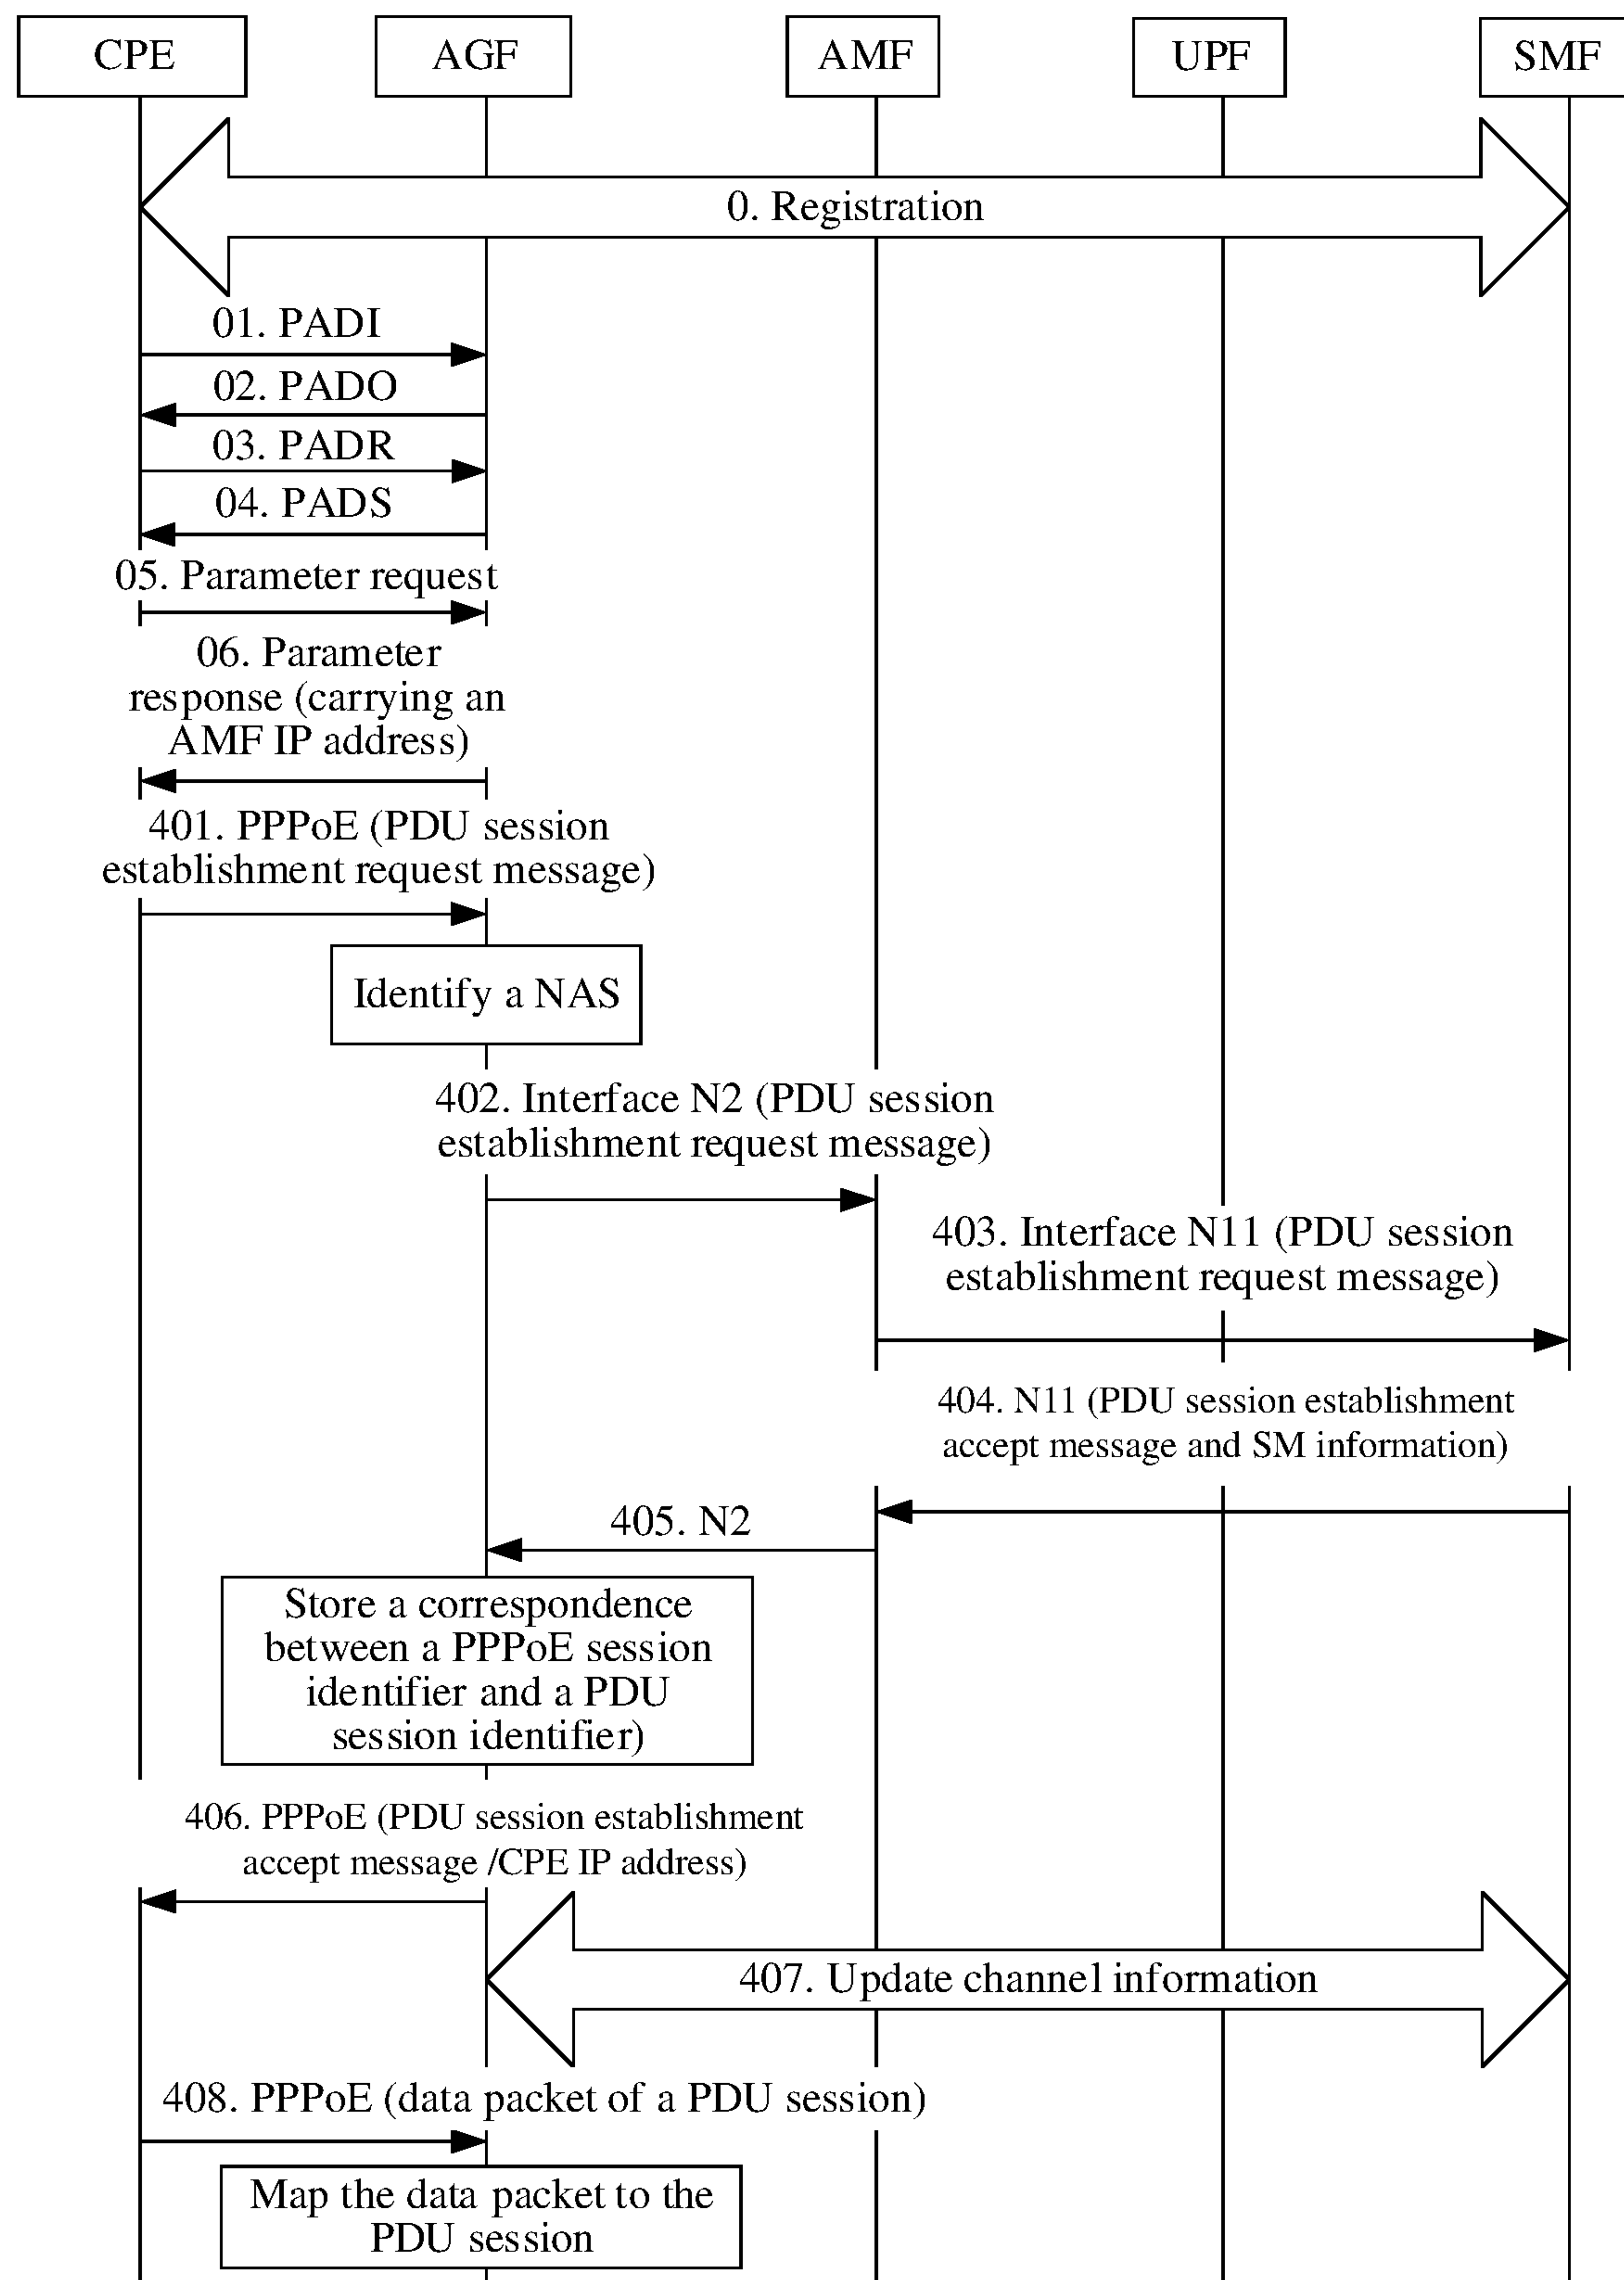 CPE
AGF
AMF
UPF
SMF
0. Registration
01. PADI
02. PADO
03. PADR
04. PADS
05. Parameter request
06. Parameter
response (carrying an
AMF IP address)
401. PPPoE (PDU session
establishment request message)
Identify a NAS
402. Interface N2 (PDU session
establishment request message)
403. Interface N11 (PDU session
establishment request message)
404. N11 (PDU session establishment
accept message and SM information)
405. N2
Store a correspondence
between a PPPoE session
identifier and a PDU
session identifier)
406. PPPoE (PDU session establishment
accept message /CPE IP address)
407. Update channel information
408. PPPoE (data packet of a PDU session)
Map the data packet to the
PDU session